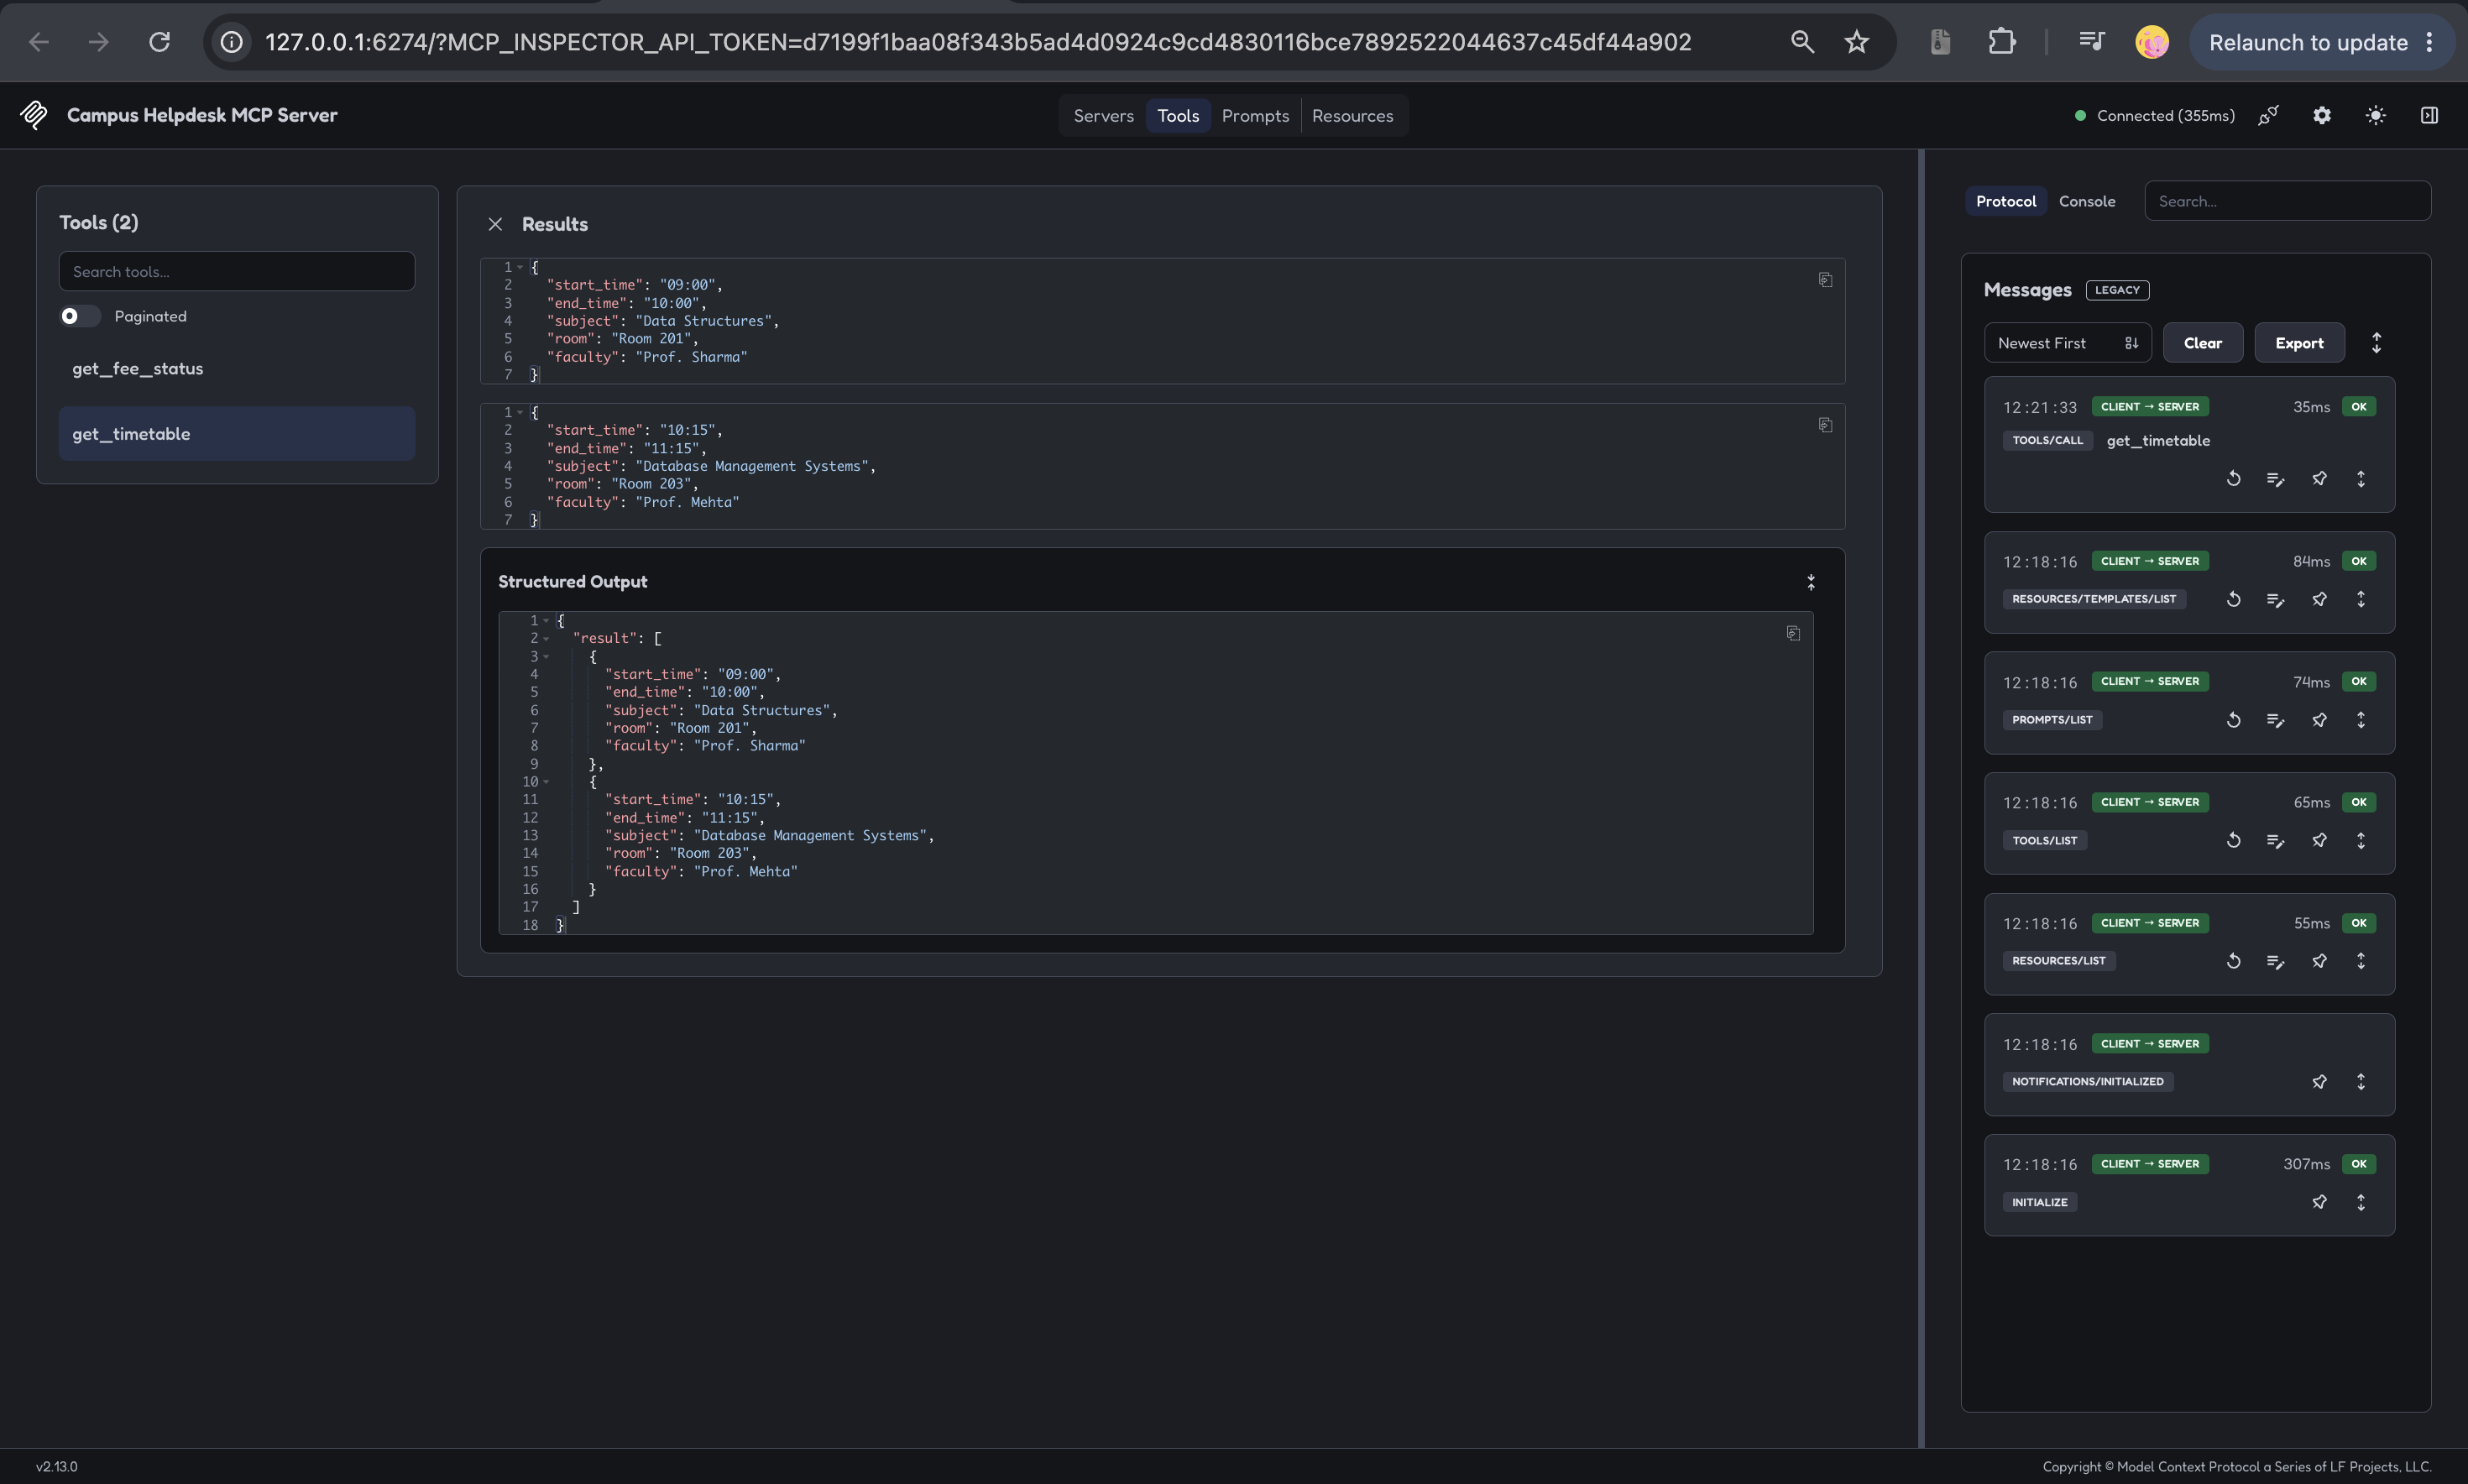 127.0.0.1:6274/?MCP_INSPECTOR_API_TOKEN=d7199f1baa08f343b5ad4d0924c9cd4830116bce7892522044637c45df44a902
Relaunch to update
Campus Helpdesk MCP Server
Servers Tools Prompts Resources
Connected (355ms)
Tools (2)
Search tools...
Paginated
get_fee_status
get_timetable
Results
1 {
2 "start_time": "09:00",
3 "end_time": "10:00",
4 "subject": "Data Structures",
5 "room": "Room 201",
6 "faculty": "Prof. Sharma"
7 }
1 {
2 "start_time": "10:15",
3 "end_time": "11:15",
4 "subject": "Database Management Systems",
5 "room": "Room 203",
6 "faculty": "Prof. Mehta"
7 }
Structured Output
1 {
2 "result": [
3 {
4 "start_time": "09:00",
5 "end_time": "10:00",
6 "subject": "Data Structures",
7 "room": "Room 201",
8 "faculty": "Prof. Sharma"
9 },
10 {
11 "start_time": "10:15",
12 "end_time": "11:15",
13 "subject": "Database Management Systems",
14 "room": "Room 203",
15 "faculty": "Prof. Mehta"
16 }
17 ]
18 }
Protocol Console Search...
Messages LEGACY
Newest First Clear Export
12:21:33 CLIENT → SERVER 35ms OK
TOOLS/CALL get_timetable
12:18:16 CLIENT → SERVER 84ms OK
RESOURCES/TEMPLATES/LIST
12:18:16 CLIENT → SERVER 74ms OK
PROMPTS/LIST
12:18:16 CLIENT → SERVER 65ms OK
TOOLS/LIST
12:18:16 CLIENT → SERVER 55ms OK
RESOURCES/LIST
12:18:16 CLIENT → SERVER
NOTIFICATIONS/INITIALIZED
12:18:16 CLIENT → SERVER 307ms OK
INITIALIZE
v2.13.0
Copyright © Model Context Protocol a Series of LF Projects, LLC.